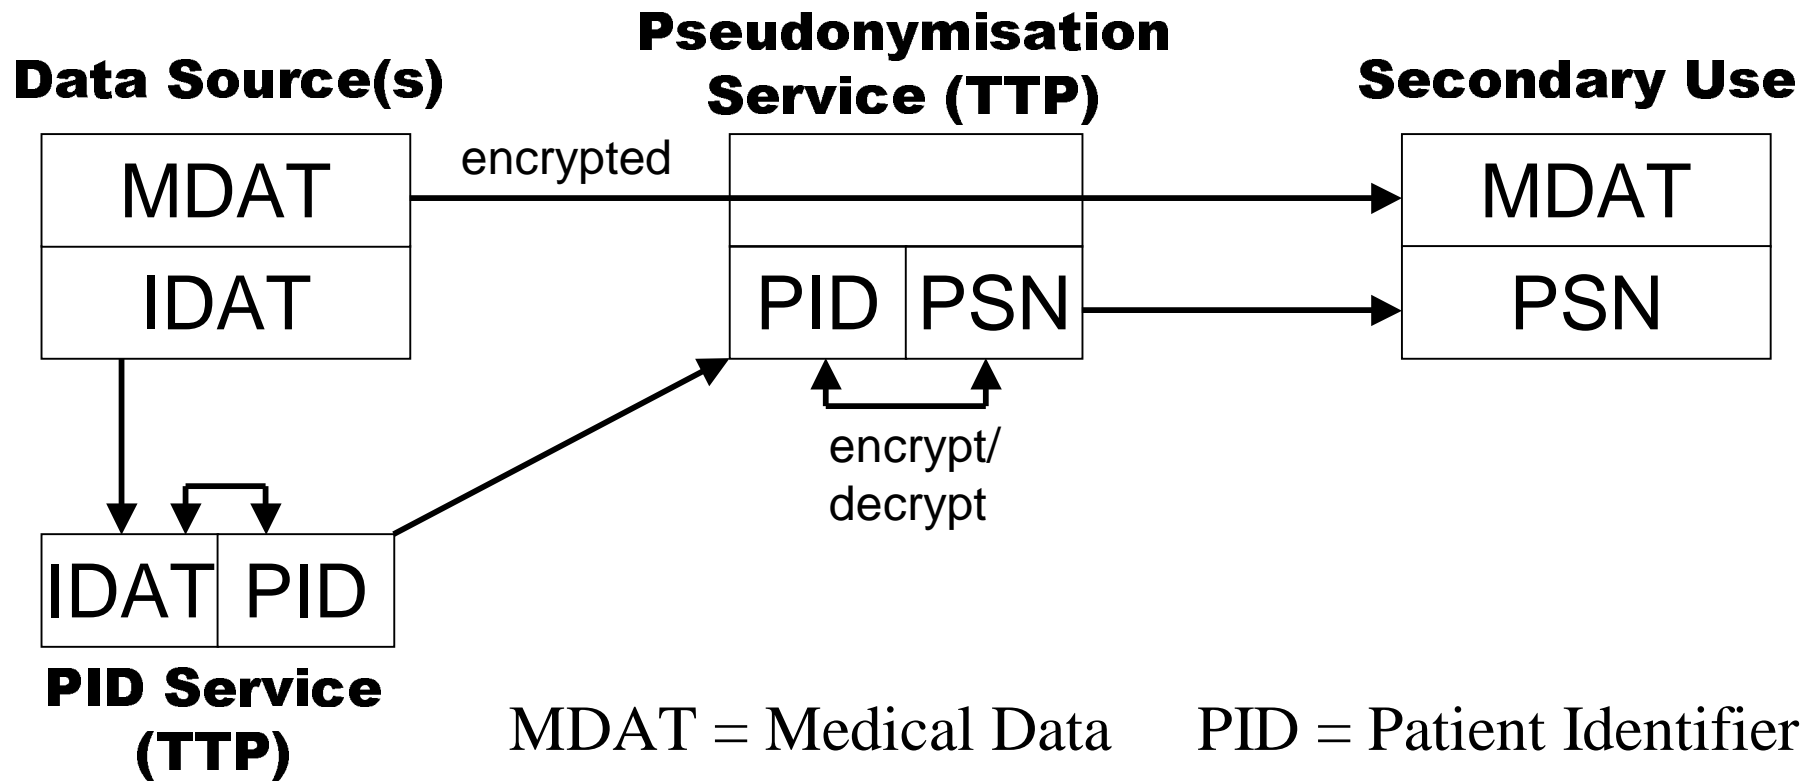 Data Source(s)
MDAT
IDAT
encrypted
Pseudonymisation
Service (TTP)
PID PSN
encrypt/
decrypt
Secondary Use
MDAT
PSN
IDAT PID
PID Service
(TTP)
MDAT = Medical Data PID = Patient Identifier